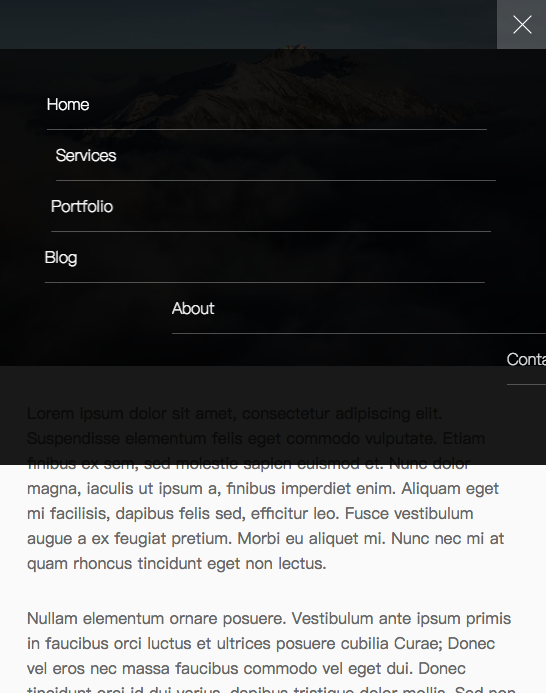 Home
Services
Portfolio
Blog
About
Conta
Lorem ipsum dolor sit amet, consectetur adipiscing elit.
Suspendisse elementum felis eget commodo vulputate. Etiam
finibus ex sem, sed molestie sapien euismod et. Nunc dolor
magna, iaculis ut ipsum a, finibus imperdiet enim. Aliquam eget
mi facilisis, dapibus felis sed, efficitur leo. Fusce vestibulum
augue a ex feugiat pretium. Morbi eu aliquet mi. Nunc nec mi at
quam rhoncus tincidunt eget non lectus.
Nullam elementum ornare posuere. Vestibulum ante ipsum primis
in faucibus orci luctus et ultrices posuere cubilia Curae; Donec
vel eros nec massa faucibus commodo vel eget dui. Donec
tincidunt orci id dui varius, dapibus tristique dolor mollis. Sed non